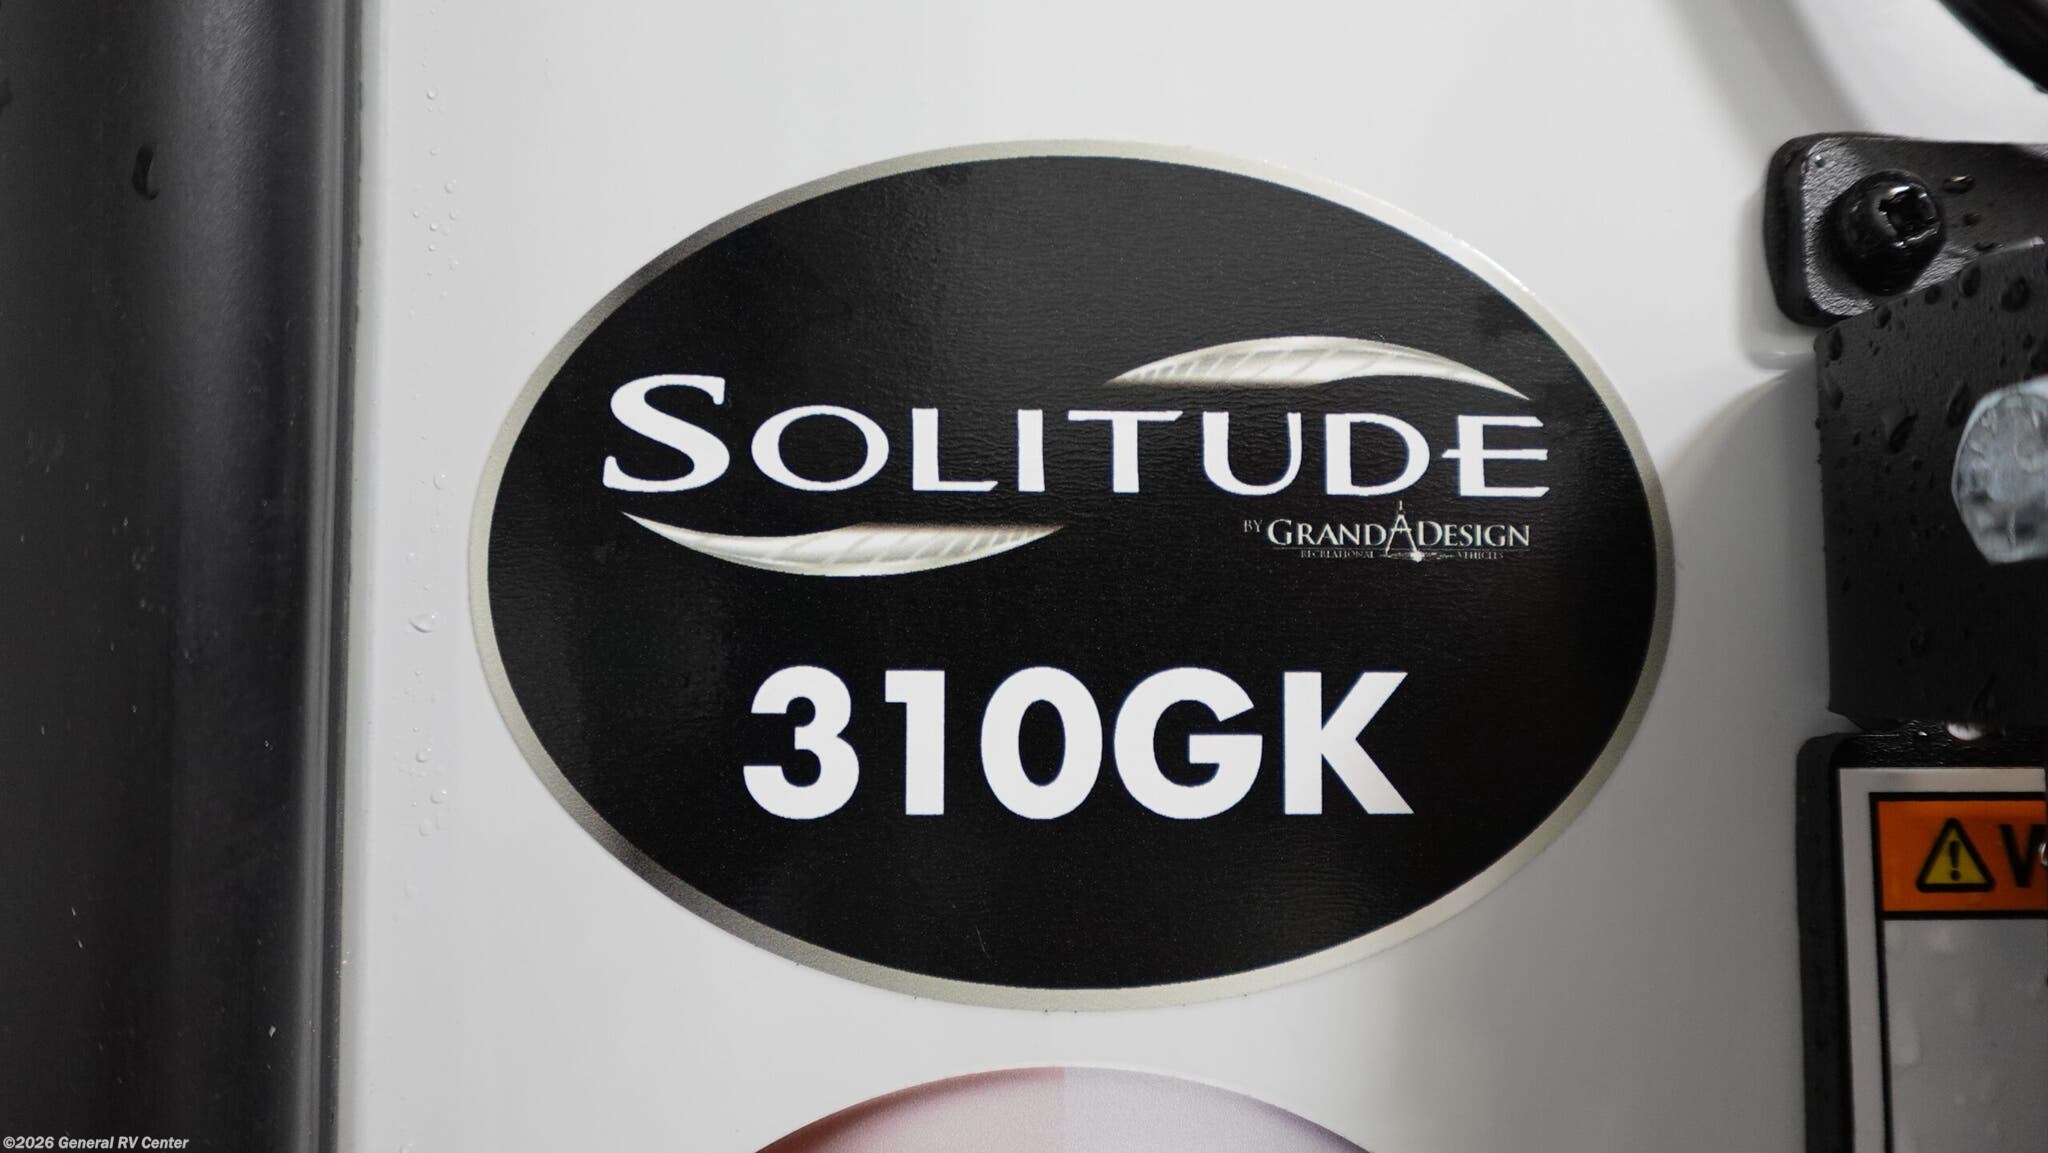 SOLITUDE
BY GRAND DESIGN
RECREATIONAL VEHICLES
310GK
©2026 General RV Center